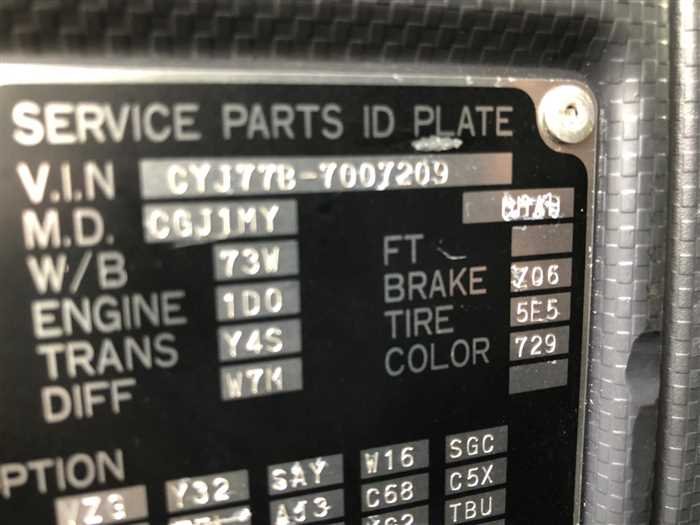 SERVICE PARTS ID PLATE
V.I.N CYJ77B-7007209
M.D. CGJ1MY
W/B 73W FT
ENGINE 1D0 BRAKE Z06
TRANS Y4S TIRE 5E5
DIFF W7M COLOR 729
PTION Y32 SAY W16 SGC
A53 C68 C5X
TBU